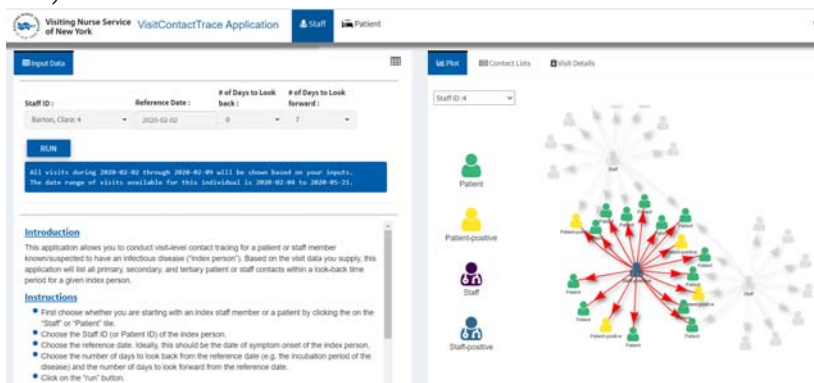 Visiting Nurse Service
of New York
VisitContactTrace Application
Staff
Patient
Input Data
Staff ID :
Reference Date :
# of Days to Look
back :
# of Days to Look
forward :
Barton, Clara: 4
2020-02-02
0
7
RUN
All visits during 2020-02-02 through 2020-02-09 will be shown based on your inputs.
The date range of visits available for this individual is 2020-02-04 to 2020-05-21.
Introduction
This application allows you to conduct visit-level contact tracing for a patient or staff member
known/suspected to have an infectious disease ("index person"). Based on the visit data you supply, this
application will list all primary, secondary, and tertiary patient or staff contacts within a look-back time
period for a given index person.
Instructions
First choose whether you are starting with an index staff member or a patient by clicking the on the
"Staff" or "Patient" tile.
Choose the Staff ID (or Patient ID) of the index person.
Choose the reference date. Ideally, this should be the date of symptom onset of the index person.
Choose the number of days to look back from the reference date (e.g. the incubation period of the
disease) and the number of days to look forward from the reference date.
Click on the "run" button.
Plot
Contact Lists
Visit Details
Staff ID :4
Patient
Patient-positive
Staff
Staff-positive
Staff
Staff
Patient
Patient
Patient
Patient
Patient
Patient-positive
Patient
Patient